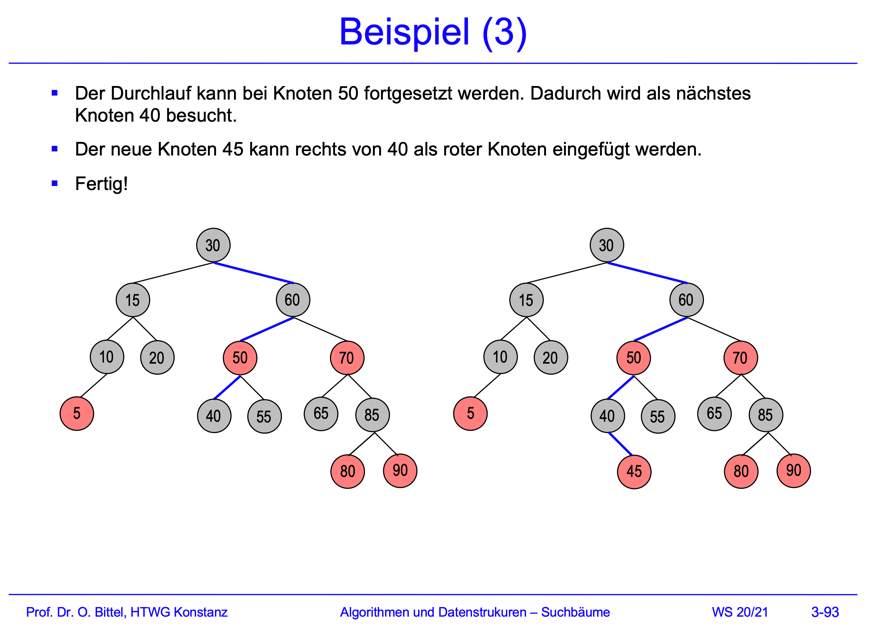 Beispiel (3)
▪ Der Durchlauf kann bei Knoten 50 fortgesetzt werden. Dadurch wird als nächstes
Knoten 40 besucht.
▪ Der neue Knoten 45 kann rechts von 40 als roter Knoten eingefügt werden.
▪ Fertig!
30
15 60
10 20 50 70
5 40 55 65 85
80 90
30
15 60
10 20 50 70
5 40 55 65 85
45 80 90
Prof. Dr. O. Bittel, HTWG Konstanz Algorithmen und Datenstrukuren – Suchbäume WS 20/21 3-93